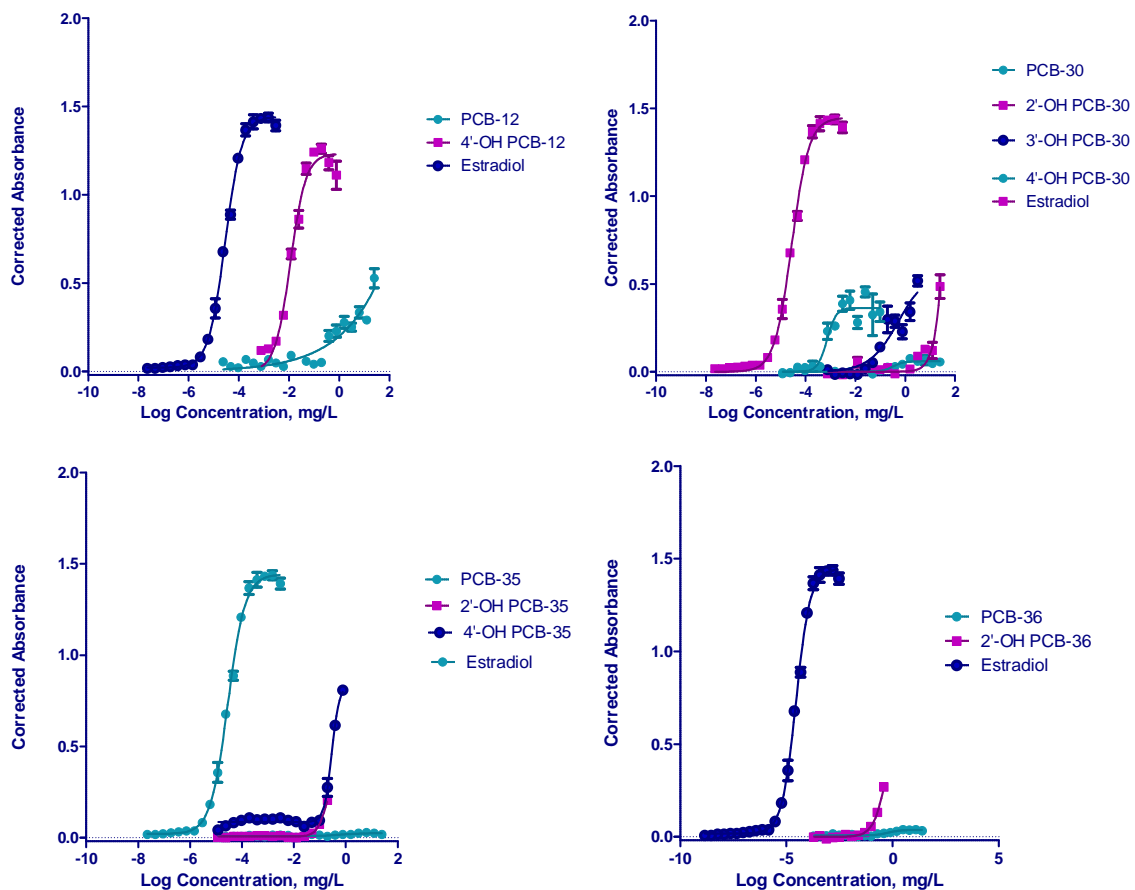 2.0
1.5
1.0
0.5
0.0
Corrected Absorbance
-10
-8
-6
-4
-2
0
2
Log Concentration, mg/L
PCB-12
4'-OH PCB-12
Estradiol
2.0
1.5
1.0
0.5
0.0
Corrected Absorbance
-10
-8
-6
-4
-2
0
2
Log Concentration, mg/L
PCB-30
2'-OH PCB-30
3'-OH PCB-30
4'-OH PCB-30
Estradiol
2.0
1.5
1.0
0.5
0.0
Corrected Absorbance
-10
-8
-6
-4
-2
0
2
Log Concentration, mg/L
PCB-35
2'-OH PCB-35
4'-OH PCB-35
Estradiol
2.0
1.5
1.0
0.5
0.0
Corrected Absorbance
-10
-5
0
5
Log Concentration, mg/L
PCB-36
2'-OH PCB-36
Estradiol